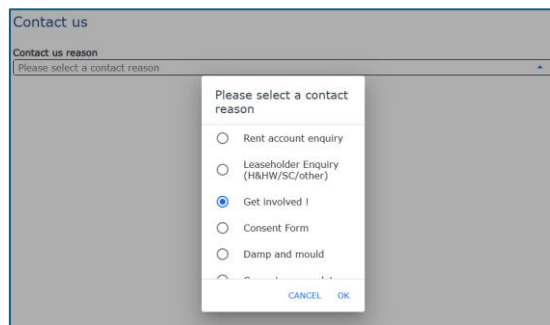 Contact us
Contact us reason
Please select a contact reason
Please select a contact
reason
Rent account enquiry
Leaseholder Enquiry
(H&HW/SC/other)
Get involved !
Consent Form
Damp and mould
CANCEL OK